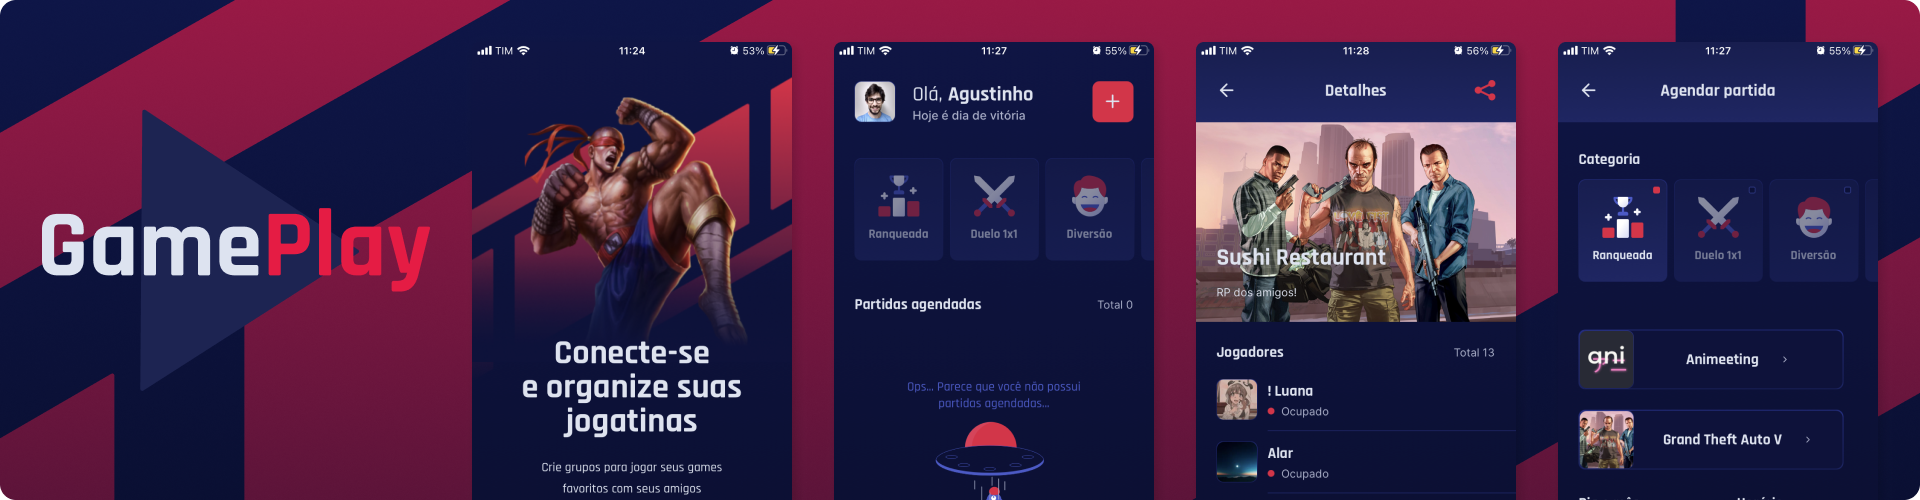 GamePlay
TIM
11:24
53%
Conecte-se
e organize suas
jogatinas
Crie grupos para jogar seus games
favoritos com seus amigos
TIM
11:27
55%
Olá, Agustinho
Hoje é dia de vitória
+
Ranqueada
Duelo 1x1
Diversão
Partidas agendadas
Total 0
Ops... Parece que você não possui
partidas agendadas...
TIM
11:28
56%
Detalhes
Sushi Restaurant
RP dos amigos!
Jogadores
Total 13
! Luana
Ocupado
Alar
Ocupado
TIM
11:27
55%
Agendar partida
Categoria
Ranqueada
Duelo 1x1
Diversão
gni
Animeeting
Grand Theft Auto V